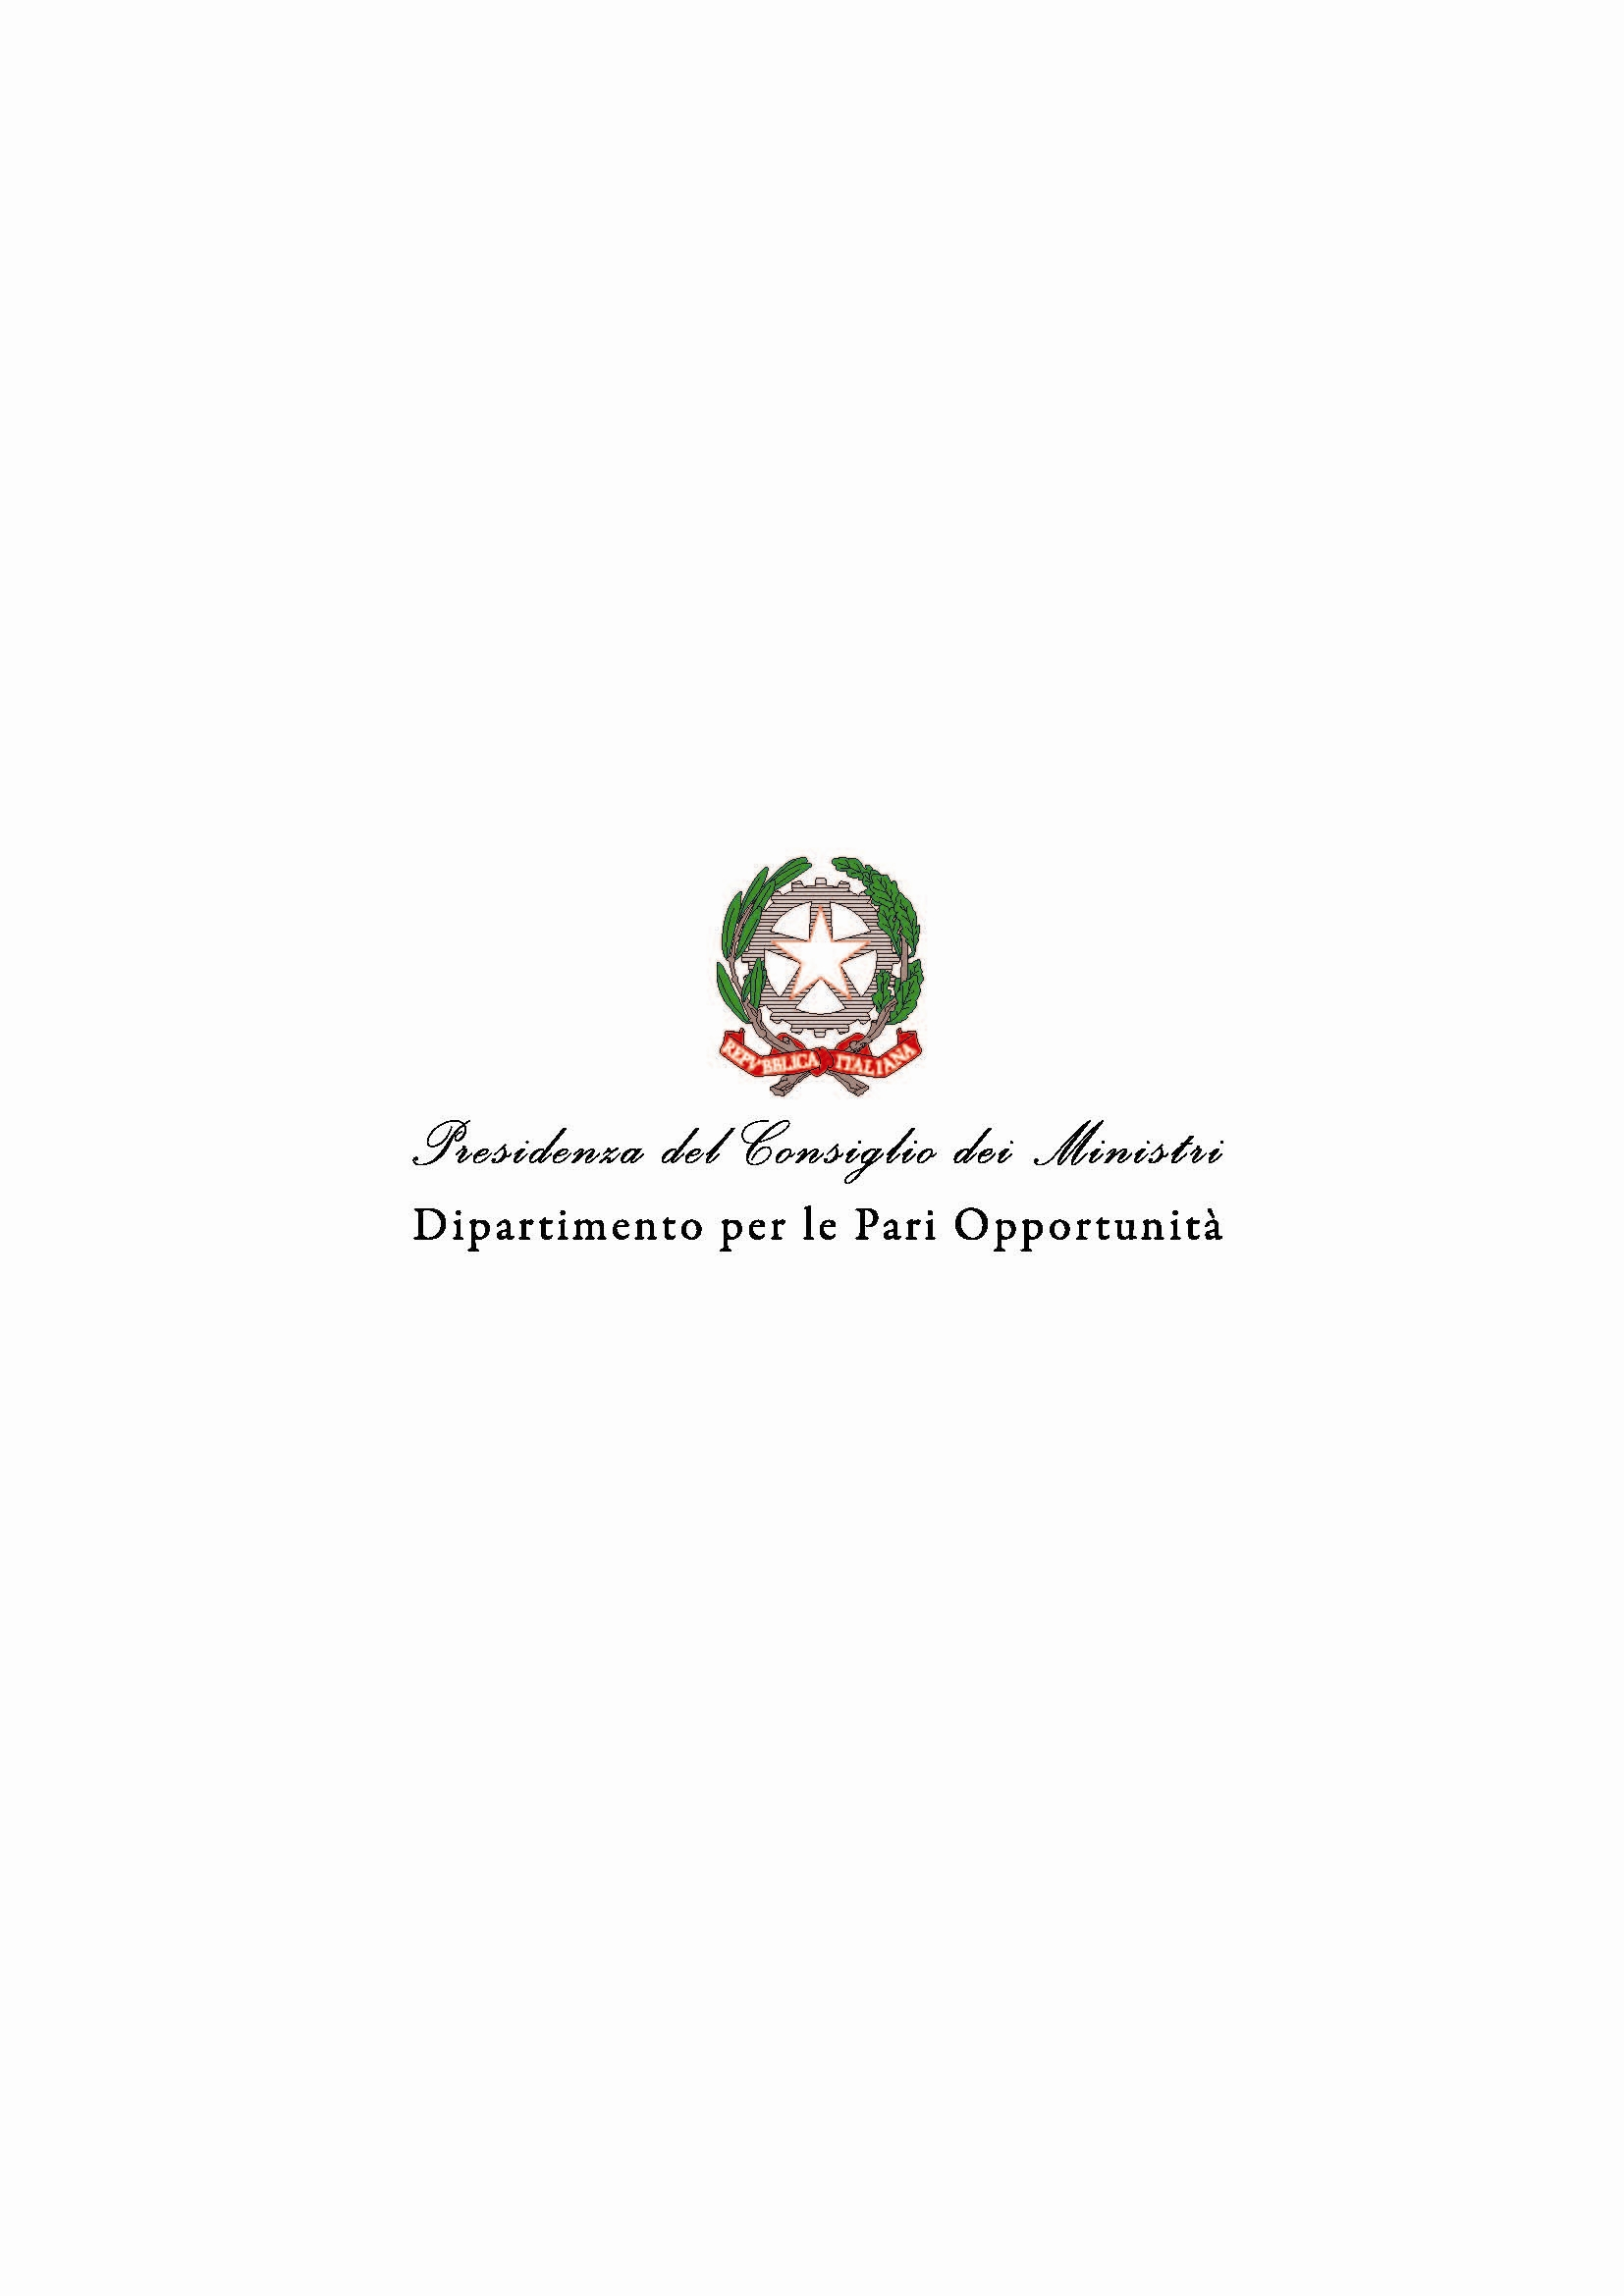 REPVBBLICA ITALIANA
Presidenza del Consiglio dei Ministri
Dipartimento per le Pari Opportunità